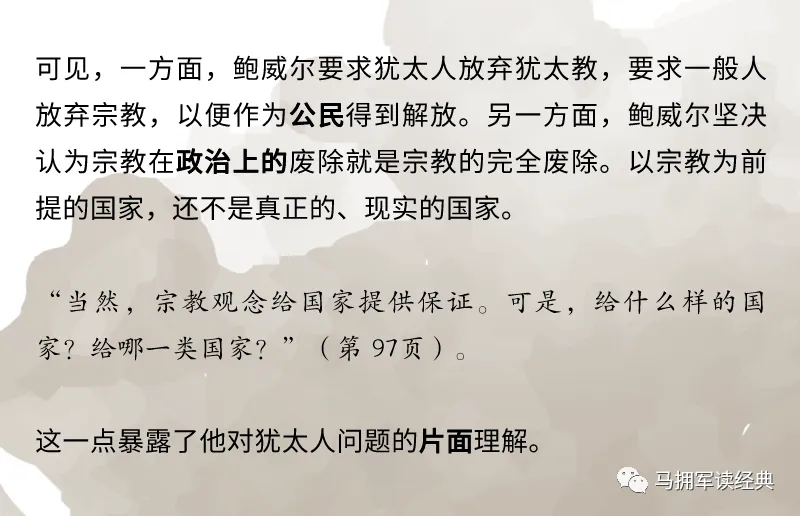 可见，一方面，鲍威尔要求犹太人放弃犹太教，要求一般人
放弃宗教，以便作为公民得到解放。另一方面，鲍威尔坚决
认为宗教在政治上的废除就是宗教的完全废除。以宗教为前
提的国家，还不是真正的、现实的国家。
“当然，宗教观念给国家提供保证。可是，给什么样的国
家？给哪一类国家？”（第 97页）。
这一点暴露了他对犹太人问题的片面理解。
马拥军读经典